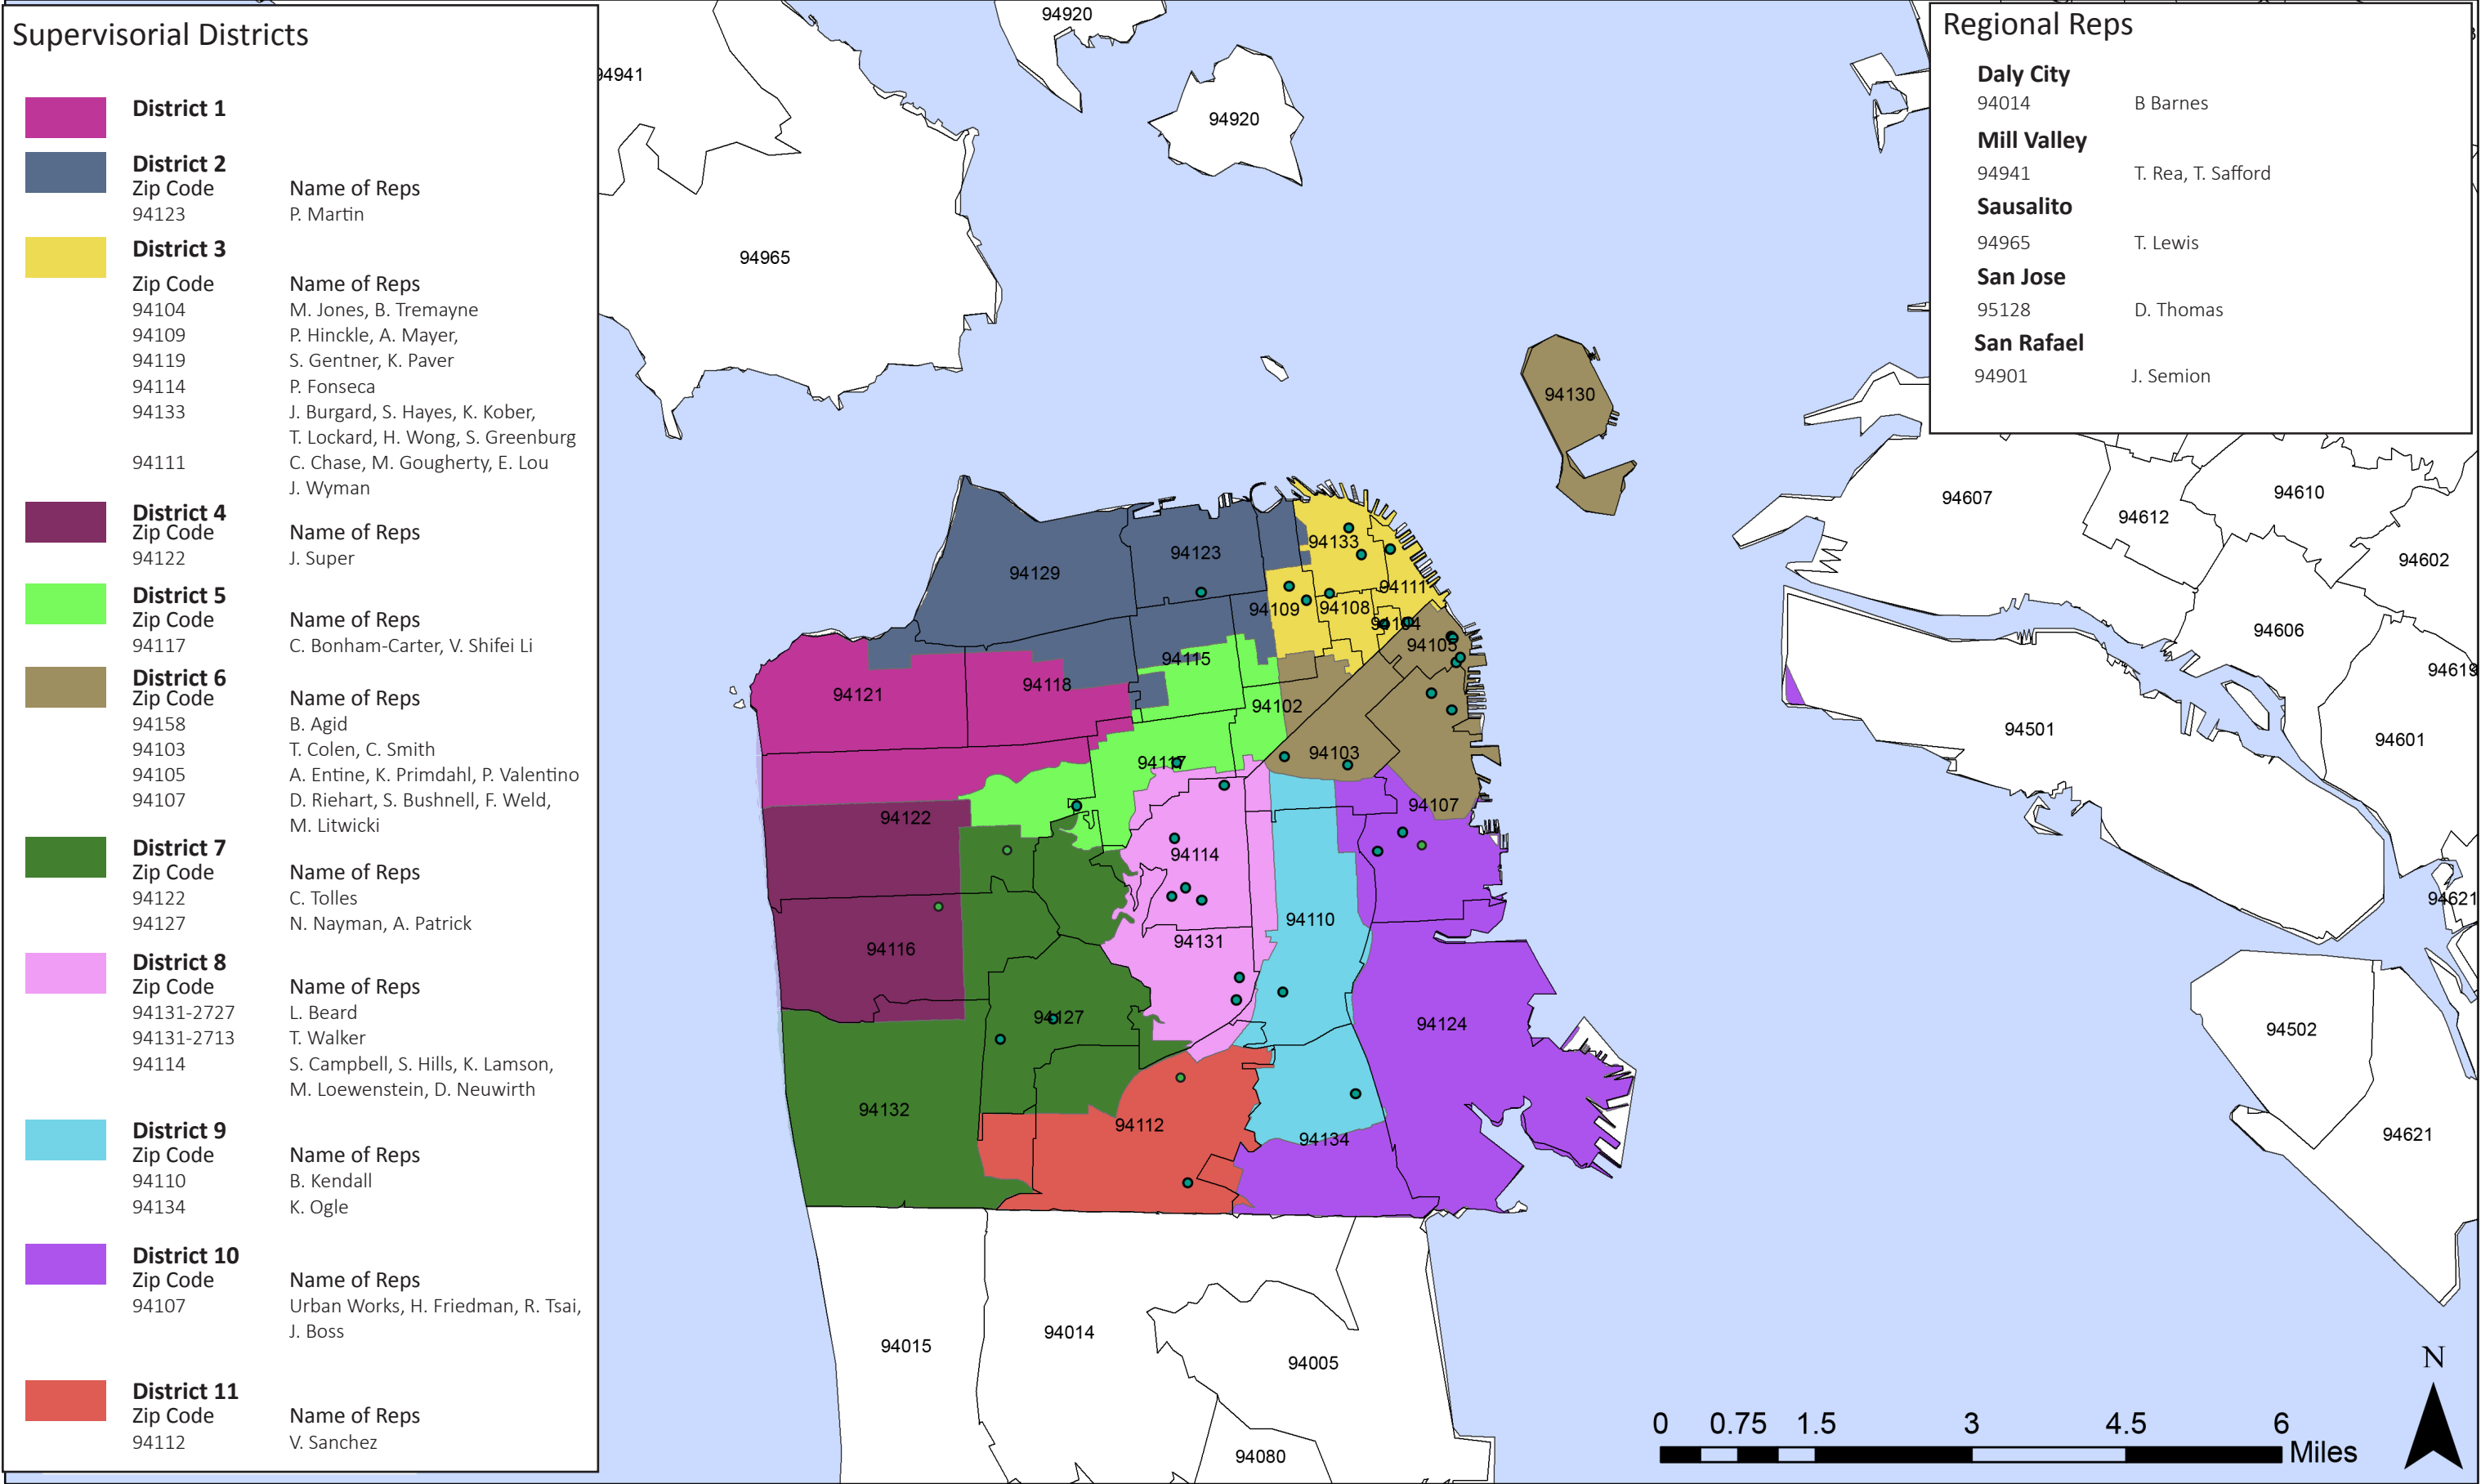 Supervisorial Districts
District 1
District 2
Zip Code Name of Reps
94123 P. Martin
District 3
Zip Code Name of Reps
94104 M. Jones, B. Tremayne
94109 P. Hinckle, A. Mayer,
94119 S. Gentner, K. Paver
94114 P. Fonseca
94133 J. Burgard, S. Hayes, K. Kober,
T. Lockard, H. Wong, S. Greenburg
94111 C. Chase, M. Gougherty, E. Lou
J. Wyman
District 4
Zip Code Name of Reps
94122 J. Super
District 5
Zip Code Name of Reps
94117 C. Bonham-Carter, V. Shifei Li
District 6
Zip Code Name of Reps
94158 B. Agid
94103 T. Colen, C. Smith
94105 A. Entine, K. Primdahl, P. Valentino
94107 D. Riehart, S. Bushnell, F. Weld,
M. Litwicki
District 7
Zip Code Name of Reps
94122 C. Tolles
94127 N. Nayman, A. Patrick
District 8
Zip Code Name of Reps
94131-2727 L. Beard
94131-2713 T. Walker
94114 S. Campbell, S. Hills, K. Lamson,
M. Loewenstein, D. Neuwirth
District 9
Zip Code Name of Reps
94110 B. Kendall
94134 K. Ogle
District 10
Zip Code Name of Reps
94107 Urban Works, H. Friedman, R. Tsai,
J. Boss
District 11
Zip Code Name of Reps
94112 V. Sanchez
Regional Reps
Daly City
94014 B Barnes
Mill Valley
94941 T. Rea, T. Safford
Sausalito
94965 T. Lewis
San Jose
95128 D. Thomas
San Rafael
94901 J. Semion
94920
94941
94920
94965
94130
94607
94612
94610
94602
94606
94619
94501
94601
94621
94502
94621
94133
94123
94129
94111
94109
94108
94104
94105
94115
94118
94121
94102
94103
94117
94107
94122
94114
94110
94131
94116
94127
94124
94132
94112
94134
94015
94014
94005
94080
N
0 0.75 1.5 3 4.5 6
Miles